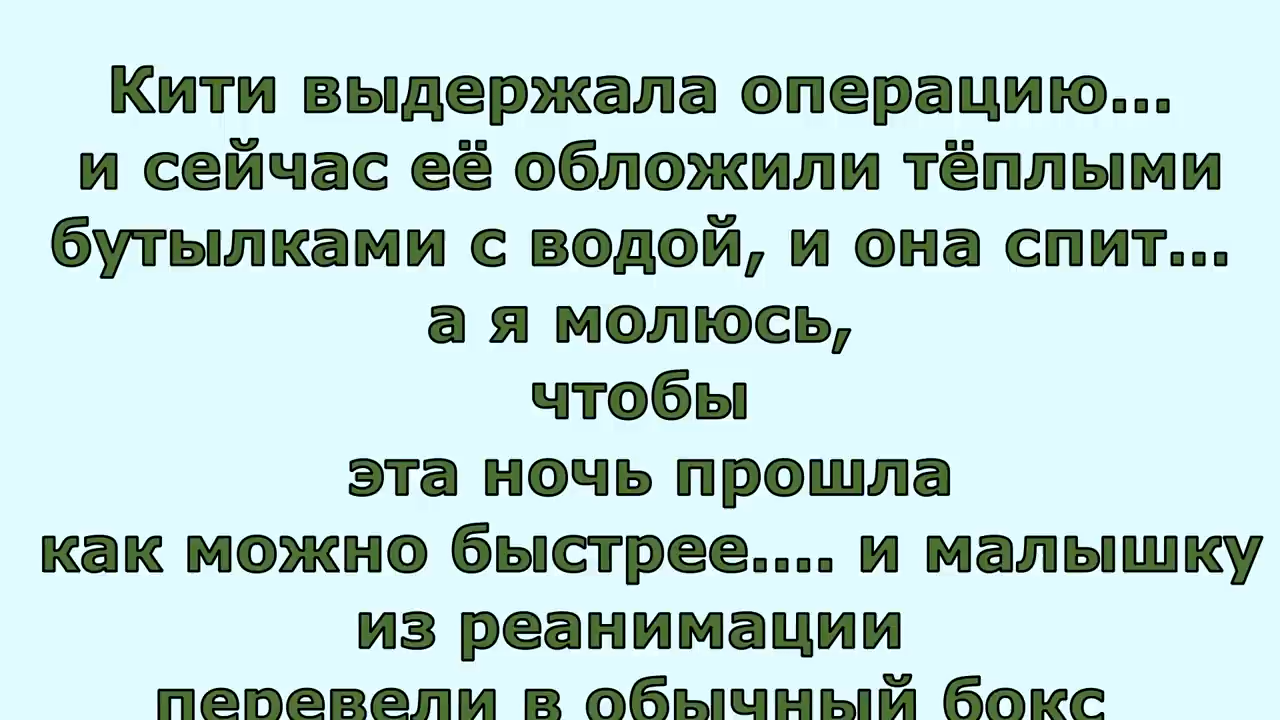 Кити выдержала операцию...
и сейчас её обложили тёплыми
бутылками с водой, и она спит...
а я молюсь,
чтобы
эта ночь прошла
как можно быстрее.... и малышку
из реанимации
перевели в обычный бокс